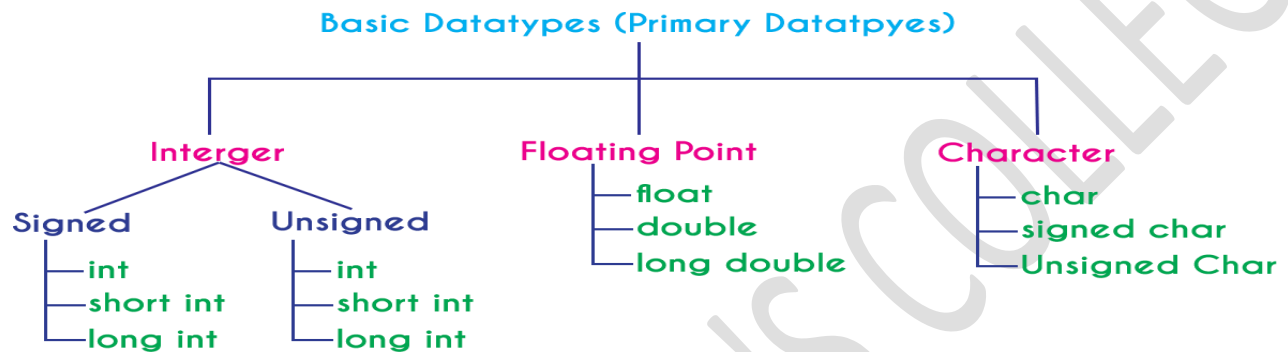 Basic Datatypes (Primary Datatpyes)
Interger
Signed
int
short int
long int
Unsigned
int
short int
long int
Floating Point
float
double
long double
Character
char
signed char
Unsigned Char